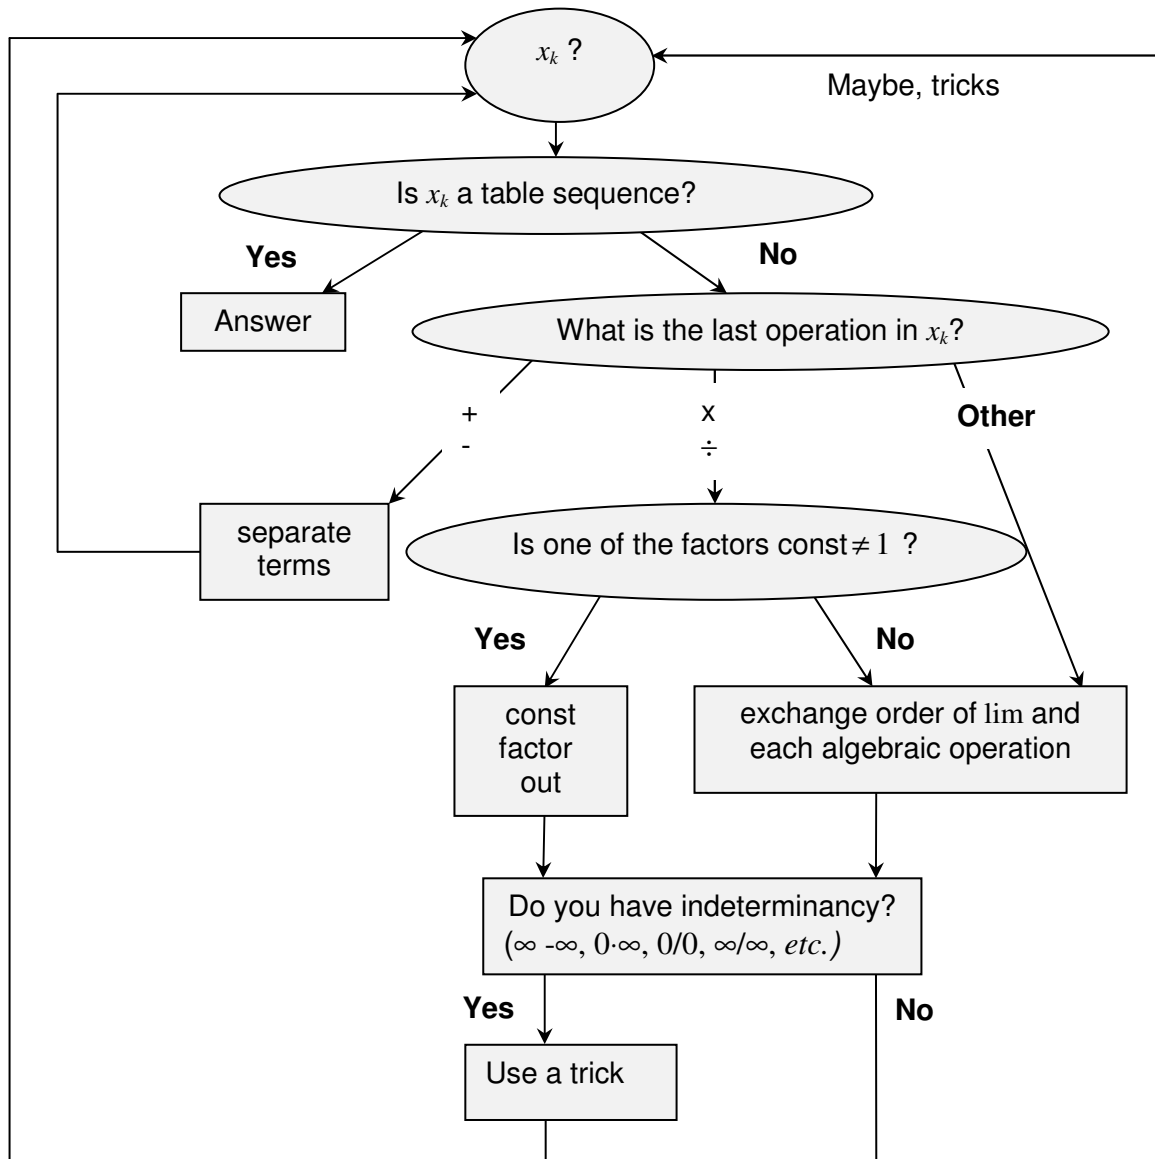 x_k ?
Maybe, tricks
Is x_k a table sequence?
Yes
No
Answer
What is the last operation in x_k?
+
-
x
÷
Other
separate
terms
Is one of the factors const ≠ 1 ?
Yes
No
const
factor
out
exchange order of lim and
each algebraic operation
Do you have indeterminancy?
(∞ -∞, 0·∞, 0/0, ∞/∞, etc.)
Yes
No
Use a trick